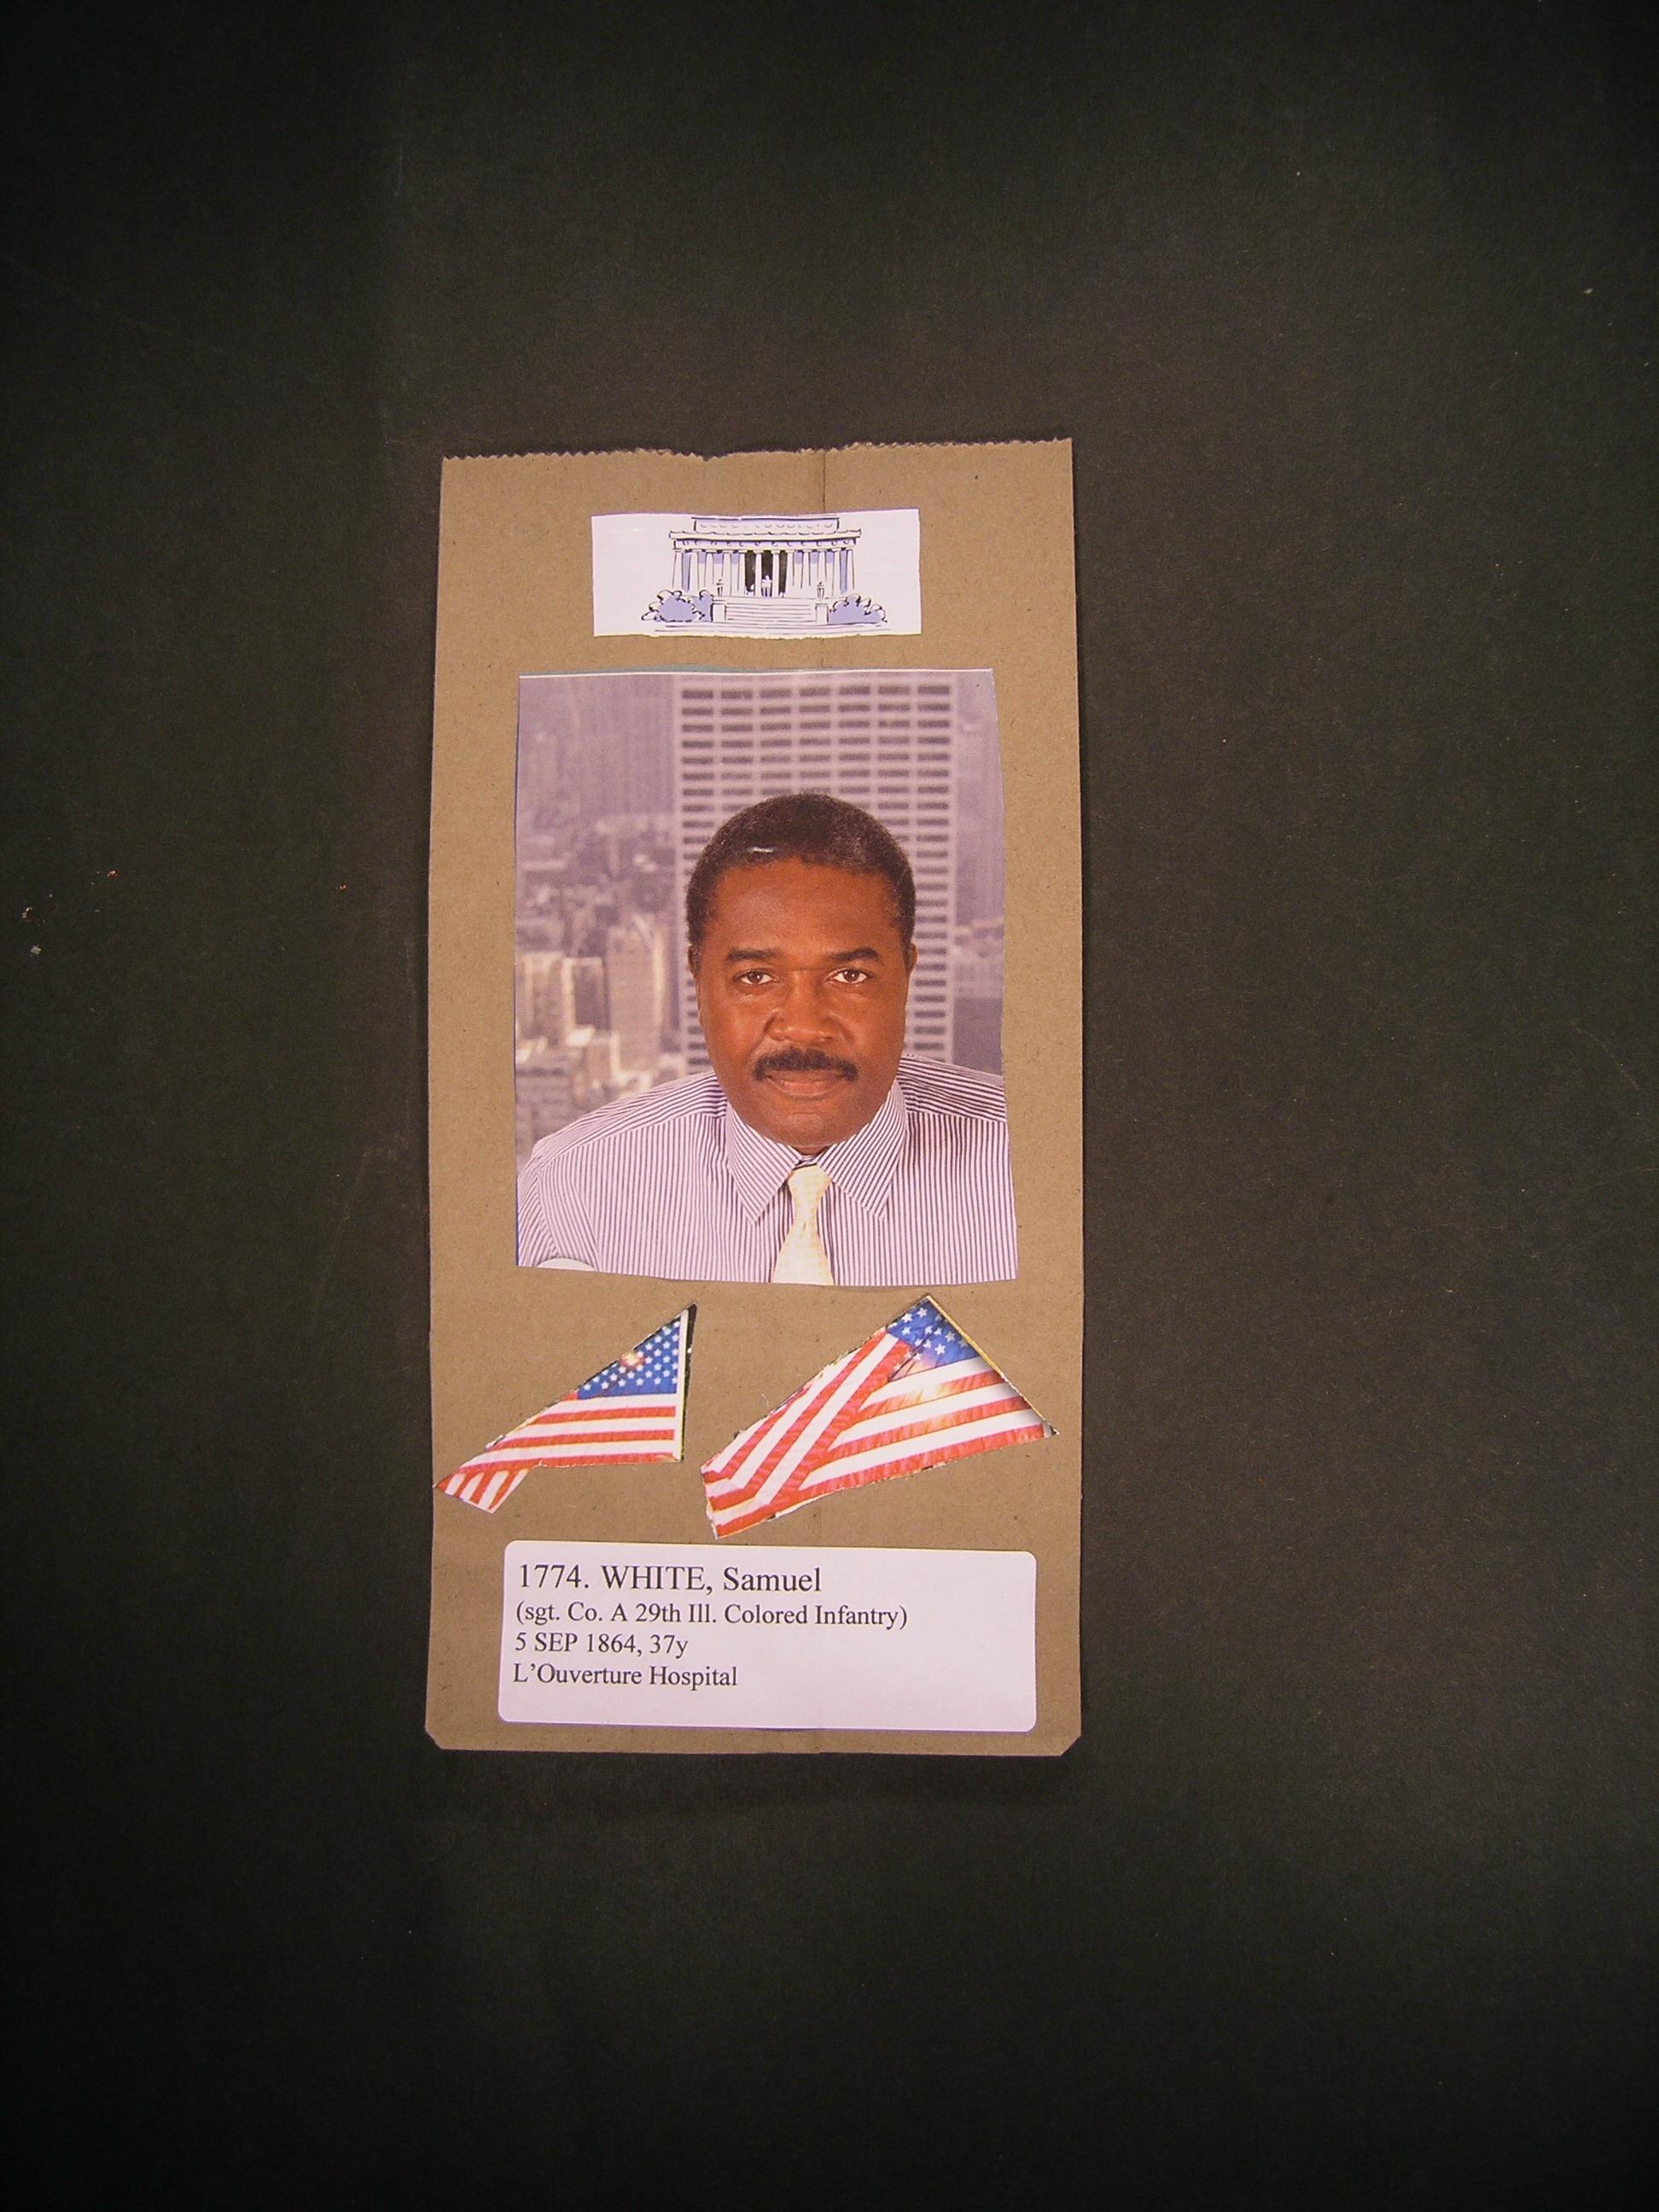 1774. WHITE, Samuel
(sgt. Co. A 29th Ill. Colored Infantry)
5 SEP 1864, 37y
L'Ouverture Hospital